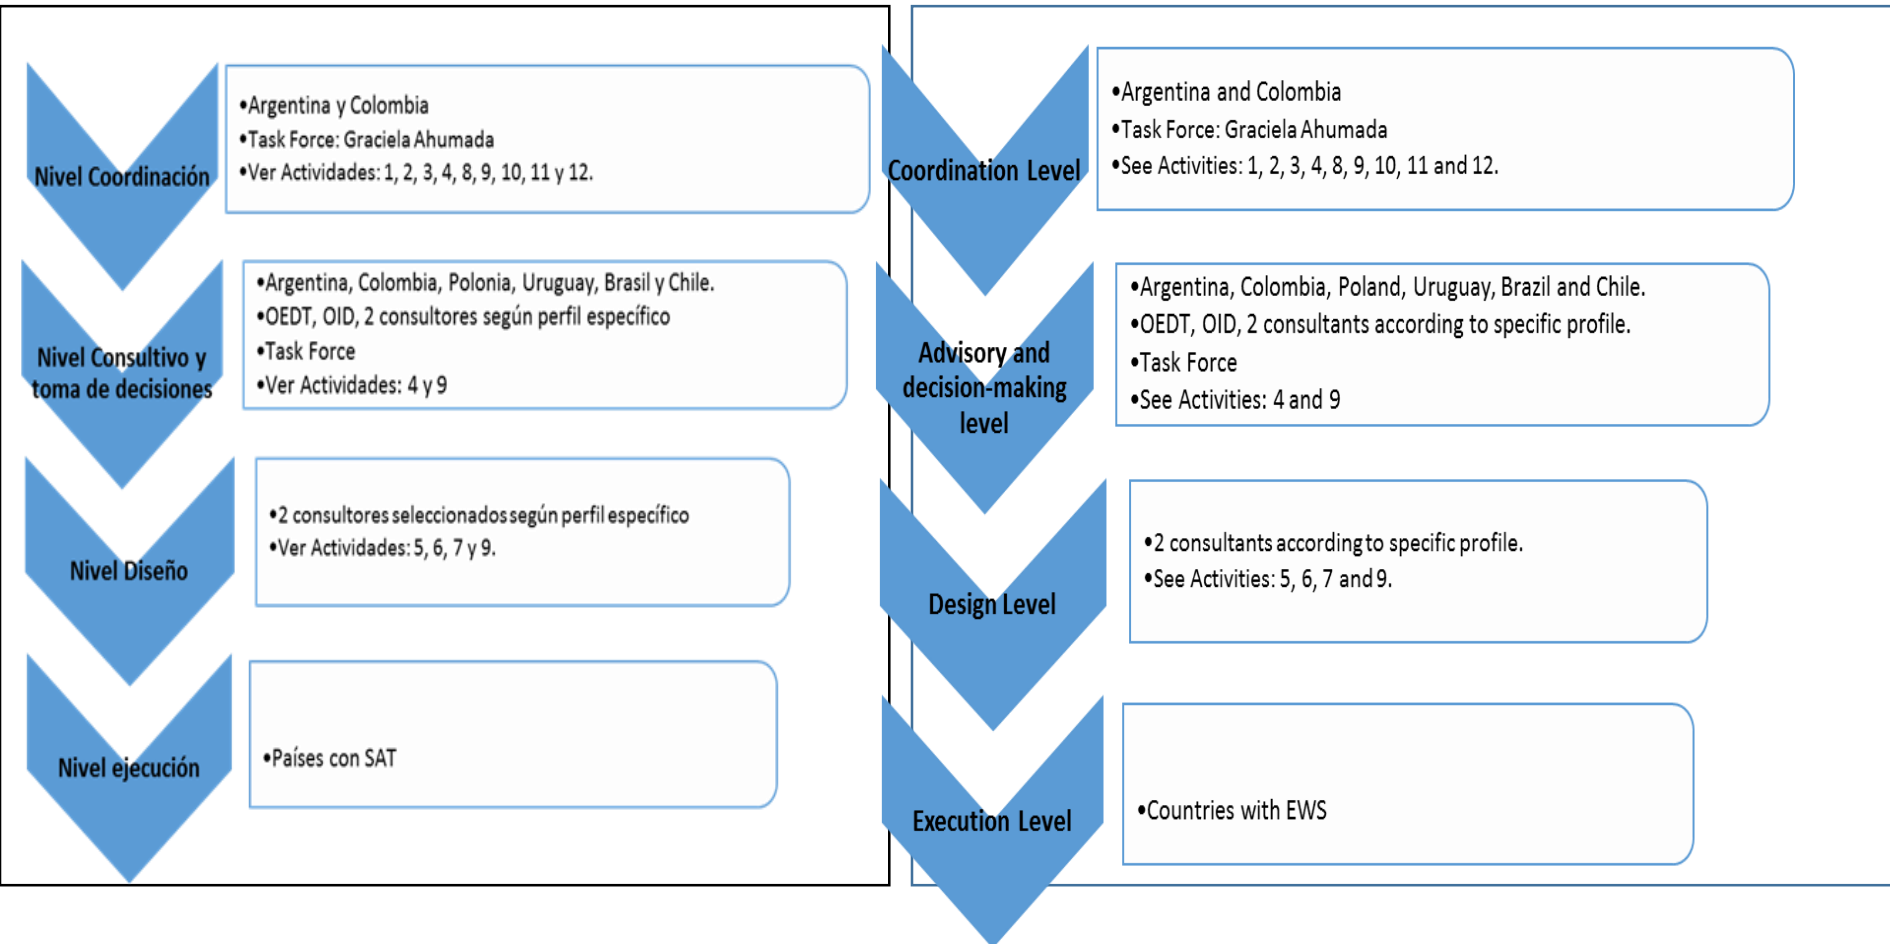 Nivel Coordinación
•Argentina y Colombia
•Task Force: Graciela Ahumada
•Ver Actividades: 1, 2, 3, 4, 8, 9, 10, 11 y 12.
Nivel Consultivo y
toma de decisiones
•Argentina, Colombia, Polonia, Uruguay, Brasil y Chile.
•OEDT, OID, 2 consultores según perfil específico
•Task Force
•Ver Actividades: 4 y 9
Nivel Diseño
•2 consultores seleccionados según perfil específico
•Ver Actividades: 5, 6, 7 y 9.
Nivel ejecución
•Países con SAT
Coordination Level
•Argentina and Colombia
•Task Force: Graciela Ahumada
•See Activities: 1, 2, 3, 4, 8, 9, 10, 11 and 12.
Advisory and
decision-making
level
•Argentina, Colombia, Poland, Uruguay, Brazil and Chile.
•OEDT, OID, 2 consultants according to specific profile.
•Task Force
•See Activities: 4 and 9
Design Level
•2 consultants according to specific profile.
•See Activities: 5, 6, 7 and 9.
Execution Level
•Countries with EWS